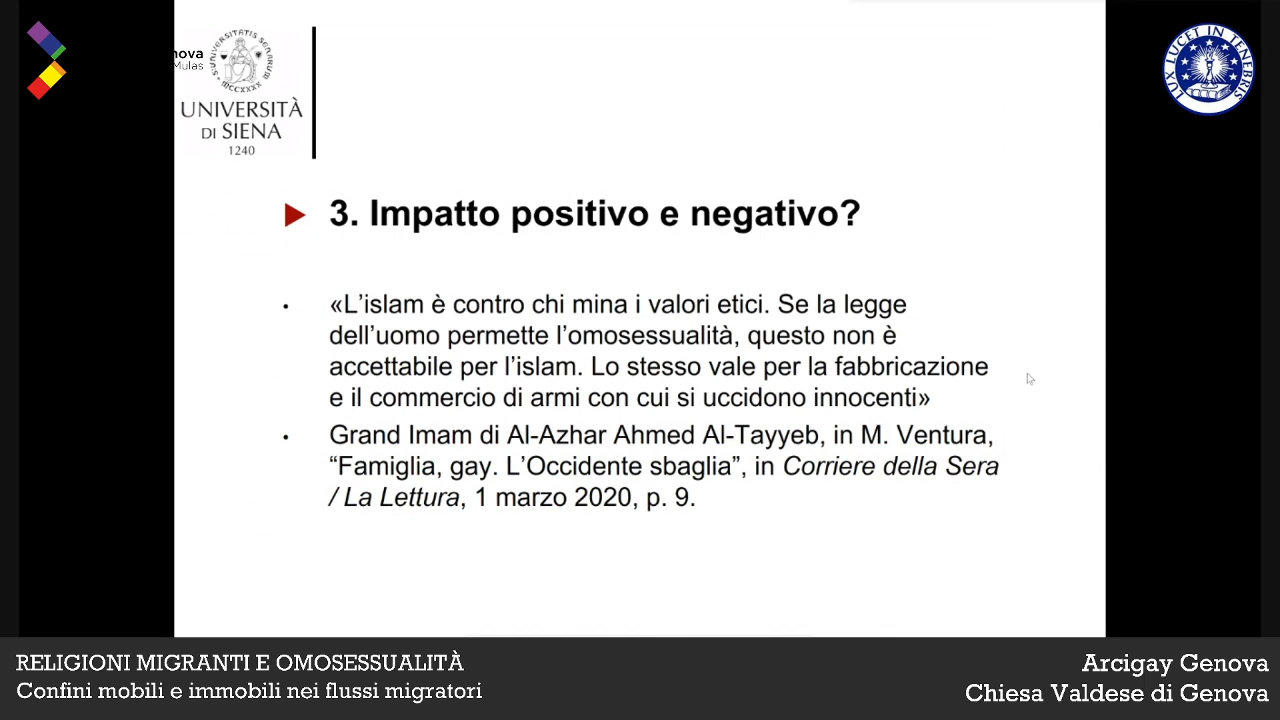 nova
Mulas
UNIVERSITATIS SENARUM
MCCXXXX
UNIVERSITÀ
DI SIENA
1240
LUX LUCET IN TENEBRIS
3. Impatto positivo e negativo?
«L’islam è contro chi mina i valori etici. Se la legge
dell’uomo permette l’omosessualità, questo non è
accettabile per l’islam. Lo stesso vale per la fabbricazione
e il commercio di armi con cui si uccidono innocenti»
Grand Imam di Al-Azhar Ahmed Al-Tayyeb, in M. Ventura,
“Famiglia, gay. L’Occidente sbaglia”, in Corriere della Sera
/ La Lettura, 1 marzo 2020, p. 9.
RELIGIONI MIGRANTI E OMOSESSUALITÀ
Confini mobili e immobili nei flussi migratori
Arcigay Genova
Chiesa Valdese di Genova